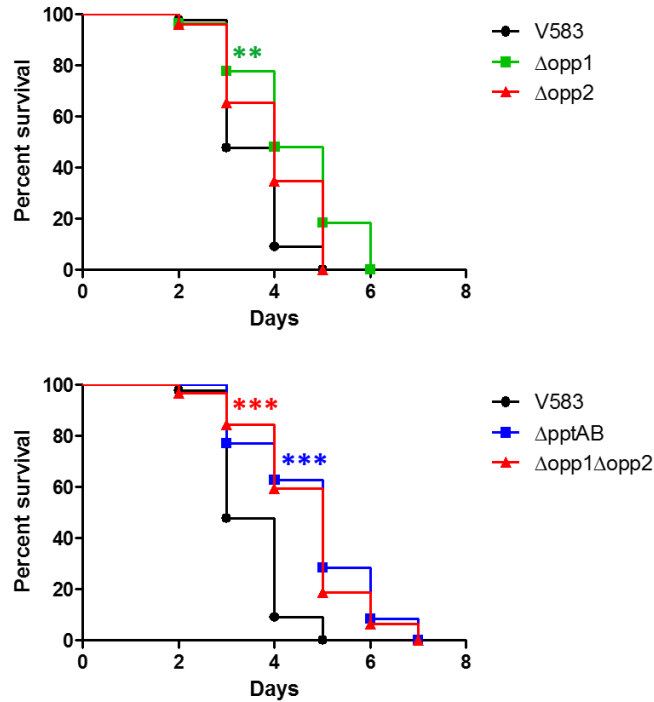 V583
Δopp1
Δopp2
**
Percent survival
100
80
60
40
20
0
0 2 4 6 8
Days
V583
ΔpptAB
Δopp1Δopp2
***
***
Percent survival
100
80
60
40
20
0
0 2 4 6 8
Days